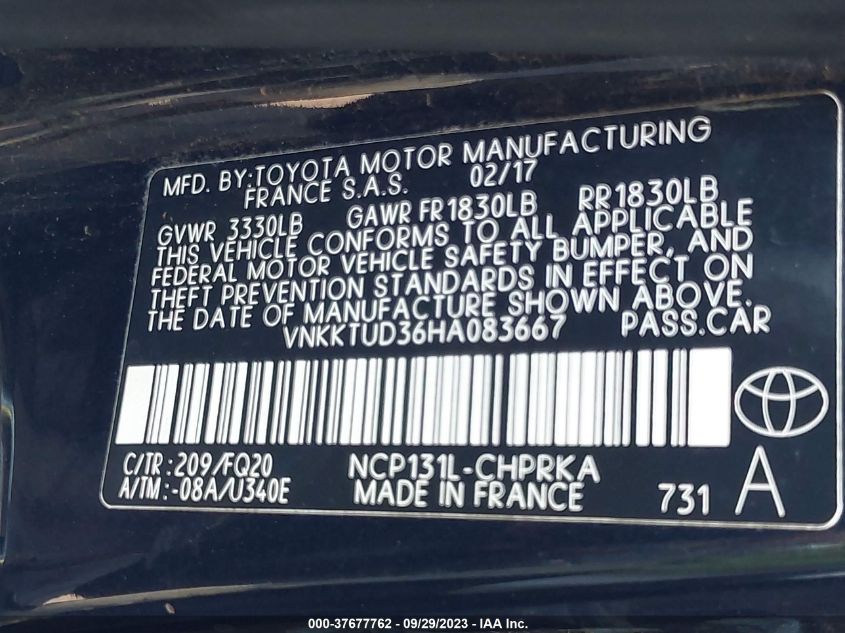 MFD. BY:TOYOTA MOTOR MANUFACTURING
FRANCE S.A.S. 02/17
GVWR 3330LB GAWR FR1830LB RR1830LB
THIS VEHICLE CONFORMS TO ALL APPLICABLE
FEDERAL MOTOR VEHICLE SAFETY BUMPER, AND
THEFT PREVENTION STANDARDS IN EFFECT ON
THE DATE OF MANUFACTURE SHOWN ABOVE.
VNKKTUD36HA083667 PASS.CAR
C/TR:209/FQ20 NCP131L-CHPRKA
A/TM:-08A/U340E MADE IN FRANCE 731 A
000-37677762 - 09/29/2023 - IAA Inc.